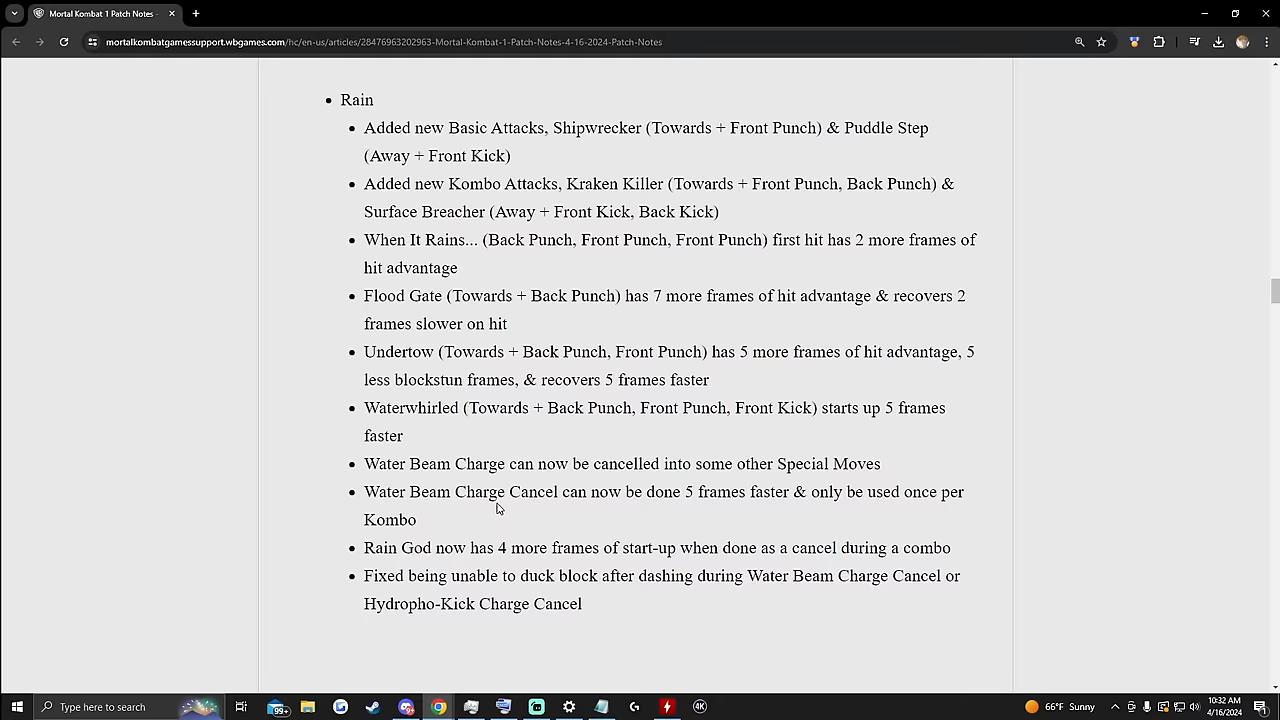 Mortal Kombat 1 Patch Notes -
mortalkombatgamessupport.wbgames.com/hc/en-us/articles/28476963202963-Mortal-Kombat-1-Patch-Notes-4-16-2024-Patch-Notes
Rain
Added new Basic Attacks, Shipwrecker (Towards + Front Punch) & Puddle Step
(Away + Front Kick)
Added new Kombo Attacks, Kraken Killer (Towards + Front Punch, Back Punch) &
Surface Breacher (Away + Front Kick, Back Kick)
When It Rains... (Back Punch, Front Punch, Front Punch) first hit has 2 more frames of
hit advantage
Flood Gate (Towards + Back Punch) has 7 more frames of hit advantage & recovers 2
frames slower on hit
Undertow (Towards + Back Punch, Front Punch) has 5 more frames of hit advantage, 5
less blockstun frames, & recovers 5 frames faster
Waterwhirled (Towards + Back Punch, Front Punch, Front Kick) starts up 5 frames
faster
Water Beam Charge can now be cancelled into some other Special Moves
Water Beam Charge Cancel can now be done 5 frames faster & only be used once per
Kombo
Rain God now has 4 more frames of start-up when done as a cancel during a combo
Fixed being unable to duck block after dashing during Water Beam Charge Cancel or
Hydropho-Kick Charge Cancel
Type here to search
99+
4K
66°F Sunny
10:32 AM
4/16/2024